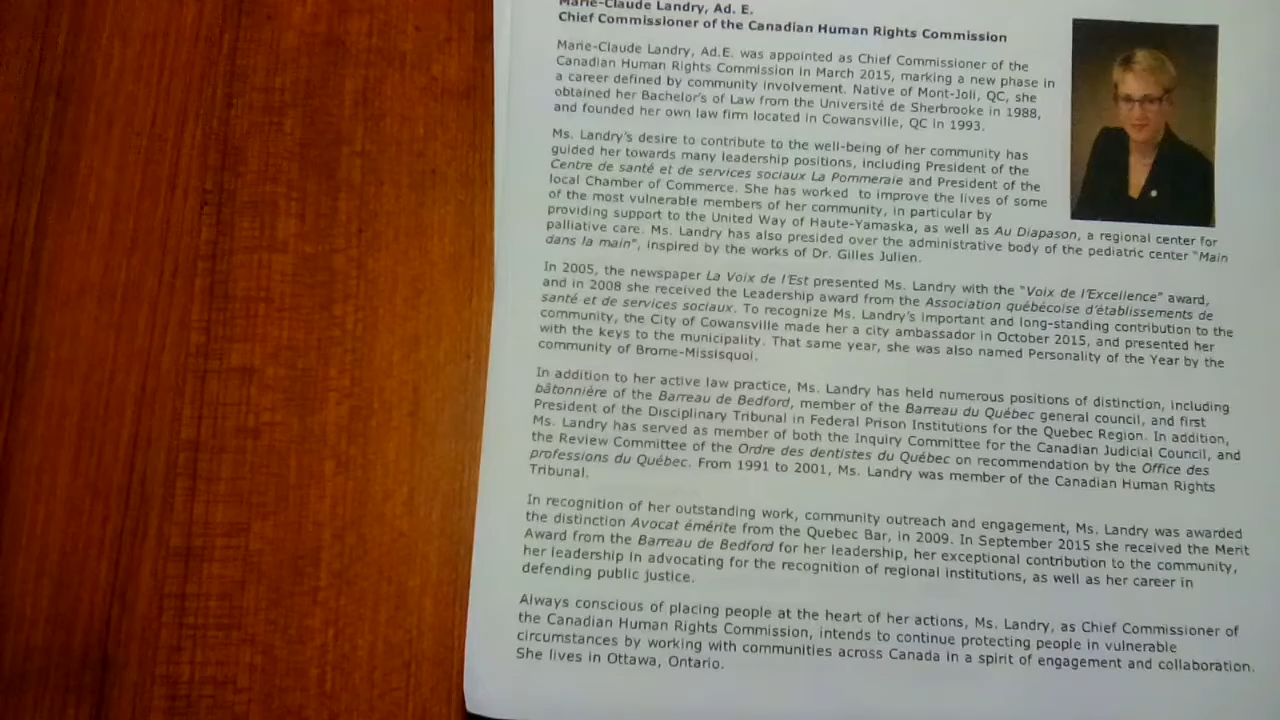 Marie-Claude Landry, Ad. E.
Chief Commissioner of the Canadian Human Rights Commission
Marie-Claude Landry, Ad.E. was appointed as Chief Commissioner of the
Canadian Human Rights Commission in March 2015, marking a new phase in
a career defined by community involvement. Native of Mont-Joli, QC, she
obtained her Bachelor's of Law from the Université de Sherbrooke in 1988,
and founded her own law firm located in Cowansville, QC in 1993.
Ms. Landry's desire to contribute to the well-being of her community has
guided her towards many leadership positions, including President of the
Centre de santé et de services sociaux La Pommeraie and President of the
local Chamber of Commerce. She has worked to improve the lives of some
of the most vulnerable members of her community, in particular by
providing support to the United Way of Haute-Yamaska, as well as Au Diapason, a regional center for
palliative care. Ms. Landry has also presided over the administrative body of the pediatric center "Main
dans la main", inspired by the works of Dr. Gilles Julien.
In 2005, the newspaper La Voix de l'Est presented Ms. Landry with the "Voix de l'Excellence" award,
and in 2008 she received the Leadership award from the Association québécoise d'établissements de
santé et de services sociaux. To recognize Ms. Landry's important and long-standing contribution to the
community, the City of Cowansville made her a city ambassador in October 2015, and presented her
with the keys to the municipality. That same year, she was also named Personality of the Year by the
community of Brome-Missisquoi.
In addition to her active law practice, Ms. Landry has held numerous positions of distinction, including
bâtonnière of the Barreau de Bedford, member of the Barreau du Québec general council, and first
President of the Disciplinary Tribunal in Federal Prison Institutions for the Quebec Region. In addition,
Ms. Landry has served as member of both the Inquiry Committee for the Canadian Judicial Council, and
the Review Committee of the Ordre des dentistes du Québec on recommendation by the Office des
professions du Québec. From 1991 to 2001, Ms. Landry was member of the Canadian Human Rights
Tribunal.
In recognition of her outstanding work, community outreach and engagement, Ms. Landry was awarded
the distinction Avocat émérite from the Quebec Bar, in 2009. In September 2015 she received the Merit
Award from the Barreau de Bedford for her leadership, her exceptional contribution to the community,
her leadership in advocating for the recognition of regional institutions, as well as her career in
defending public justice.
Always conscious of placing people at the heart of her actions, Ms. Landry, as Chief Commissioner of
the Canadian Human Rights Commission, intends to continue protecting people in vulnerable
circumstances by working with communities across Canada in a spirit of engagement and collaboration.
She lives in Ottawa, Ontario.